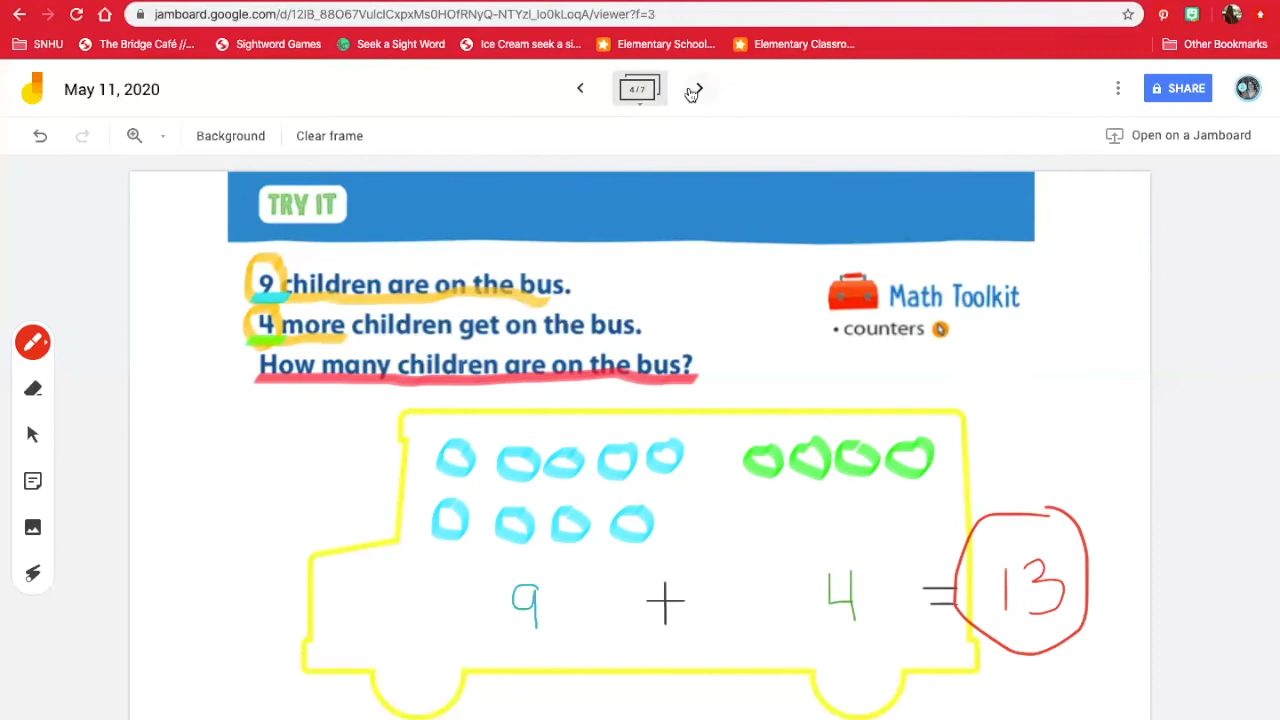 jamboard.google.com/d/12IB_88O67VulclCxpxMs0HOfRNyQ-NTYzl_lo0kLoqA/viewer?f=3
SNHU
The Bridge Café //...
Sightword Games
Seek a Sight Word
Ice Cream seek a si...
Elementary School...
Elementary Classro...
Other Bookmarks
May 11, 2020
4 / 7
SHARE
Background
Clear frame
Open on a Jamboard
TRY IT
9 children are on the bus.
4 more children get on the bus.
How many children are on the bus?
Math Toolkit
• counters
9 + 4 = 13